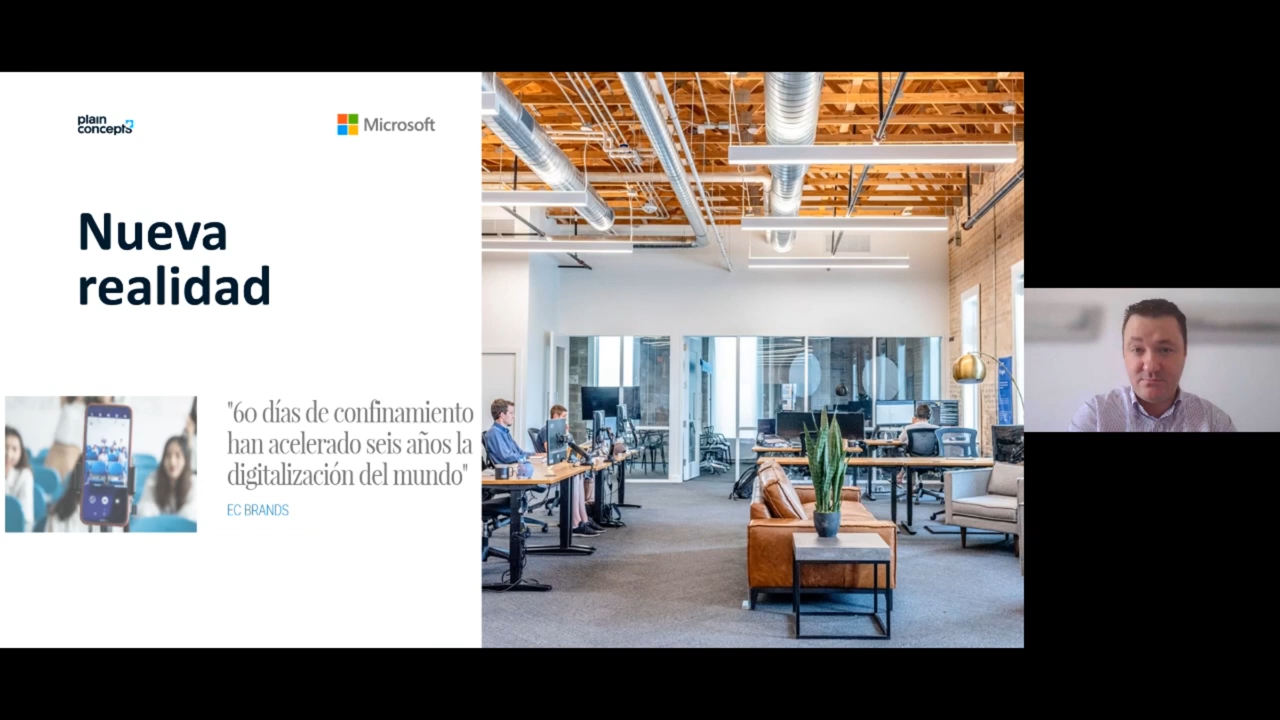 plain
concepts
Microsoft
Nueva
realidad
"60 días de confinamiento
han acelerado seis años la
digitalización del mundo"
EC BRANDS